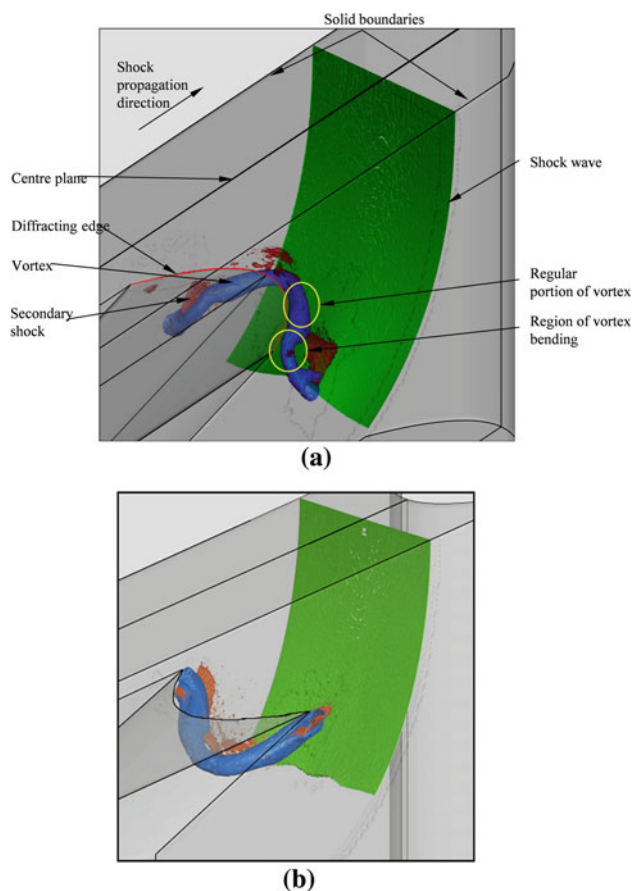 Solid boundaries
Shock
propagation
direction
Centre plane
Shock wave
Diffracting edge
Vortex
Regular
portion of vortex
Secondary
shock
Region of vortex
bending
(a)
(b)